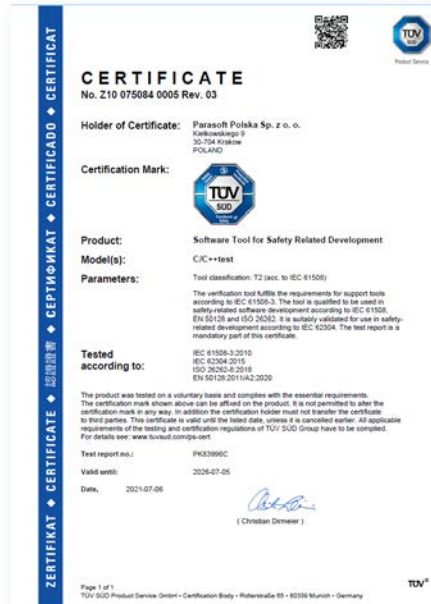 ZERTIFIKAT ◆ CERTIFICATE ◆ 認證證書 ◆ СЕРТИФИКАТ ◆ CERTIFICADO ◆ CERTIFICAT
TÜV
SÜD
Product Service
CERTIFICATE
No. Z10 075084 0005 Rev. 03
Holder of Certificate: Parasoft Polska Sp. z o. o.
Kiełkowskiego 9
30-704 Krakow
POLAND
Certification Mark:
TÜV
SÜD
Product: Software Tool for Safety Related Development
Model(s): C/C++test
Parameters: Tool classification: T2 (acc. to IEC 61508)
The verification tool fulfills the requirements for support tools
according to IEC 61508-3. The tool is qualified to be used in
safety-related software development according to IEC 61508,
EN 50128 and ISO 26262. It is suitably validated for use in safety-
related development according to IEC 62304. The test report is a
mandatory part of this certificate.
Tested
according to:
IEC 61508-3:2010
IEC 62304:2015
ISO 26262-8:2018
EN 50128:2011/A2:2020
The product was tested on a voluntary basis and complies with the essential requirements.
The certification mark shown above can be affixed on the product. It is not permitted to alter the
certification mark in any way. In addition the certification holder must not transfer the certificate
to third parties. This certificate is valid until the listed date, unless it is cancelled earlier. All applicable
requirements of the testing and certification regulations of TÜV SÜD Group have to be complied.
For details see: www.tuvsud.com/ps-cert
Test report no.: PK83996C
Valid until: 2026-07-05
Date, 2021-07-06
( Christian Dirmeier )
Page 1 of 1
TÜV SÜD Product Service GmbH • Certification Body • Ridlerstraße 65 • 80339 Munich • Germany
TÜV®